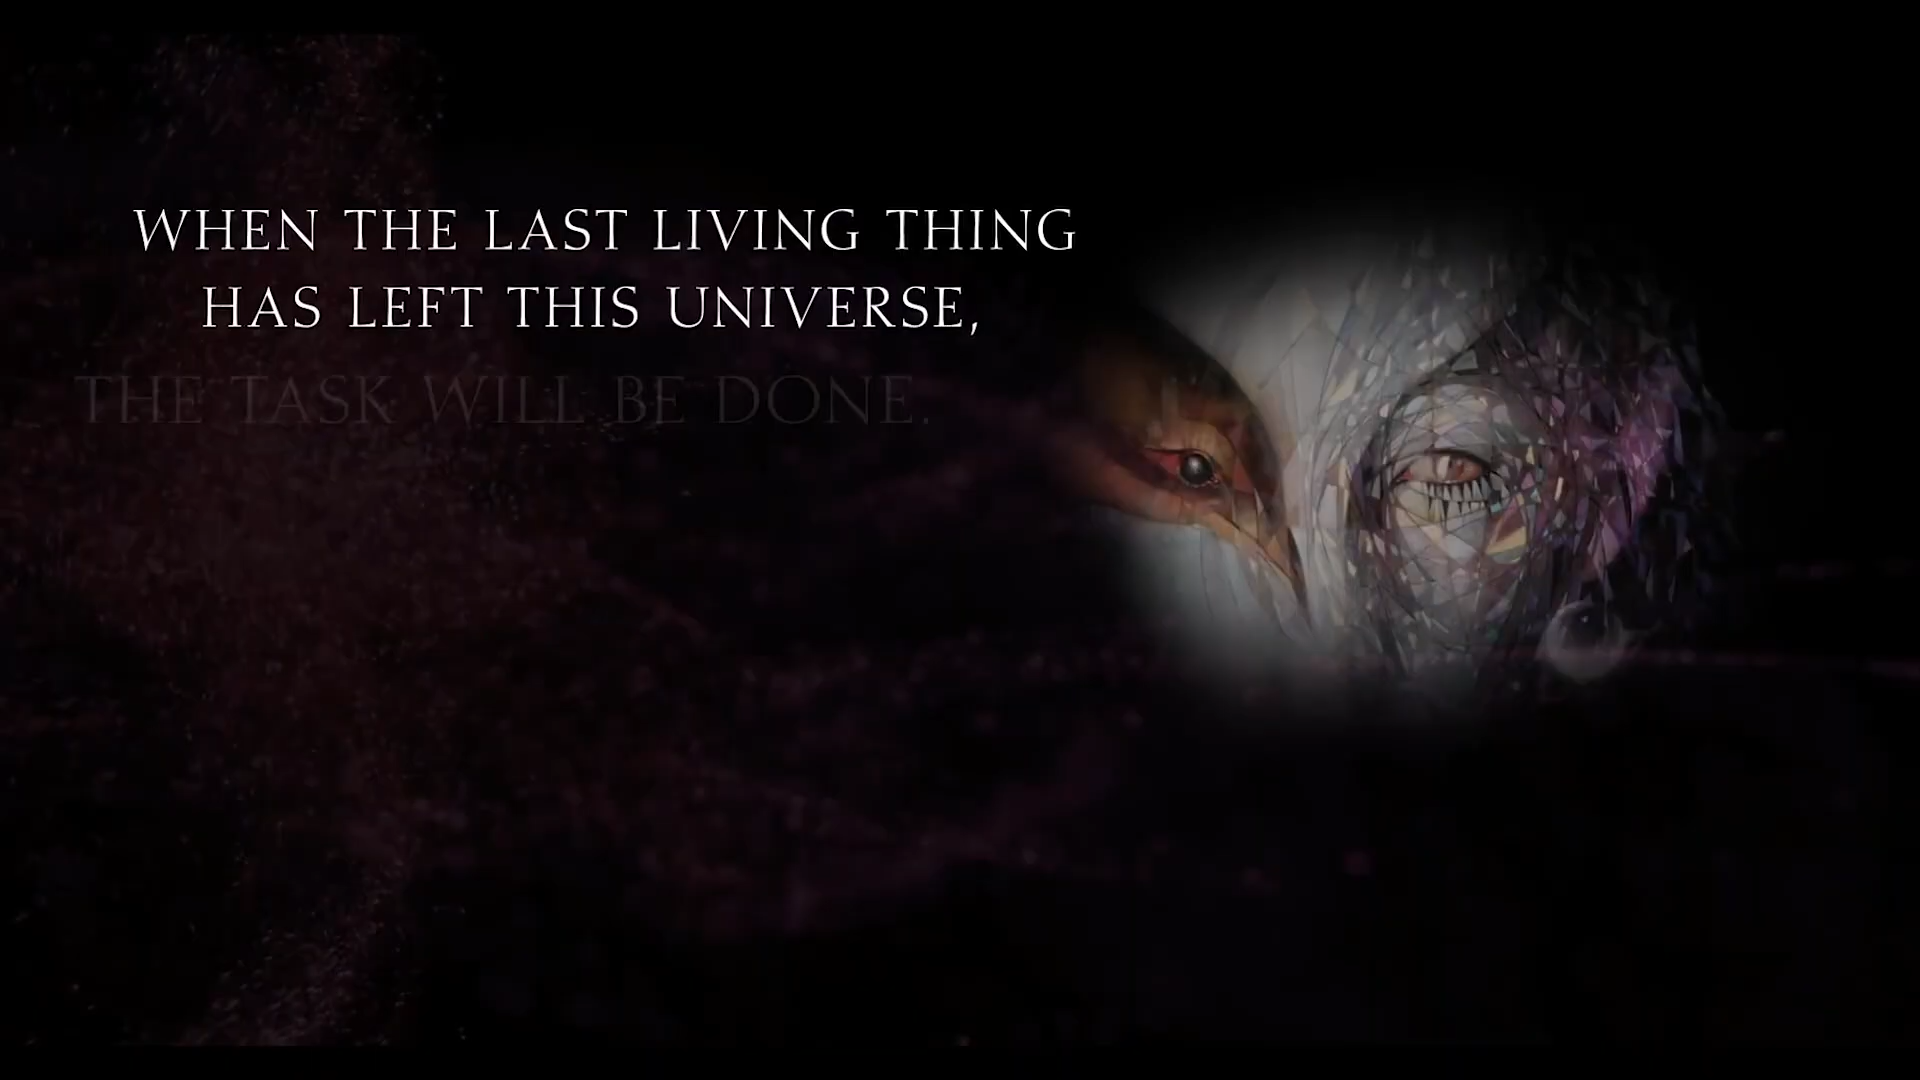 WHEN THE LAST LIVING THING
HAS LEFT THIS UNIVERSE,
THE TASK WILL BE DONE.